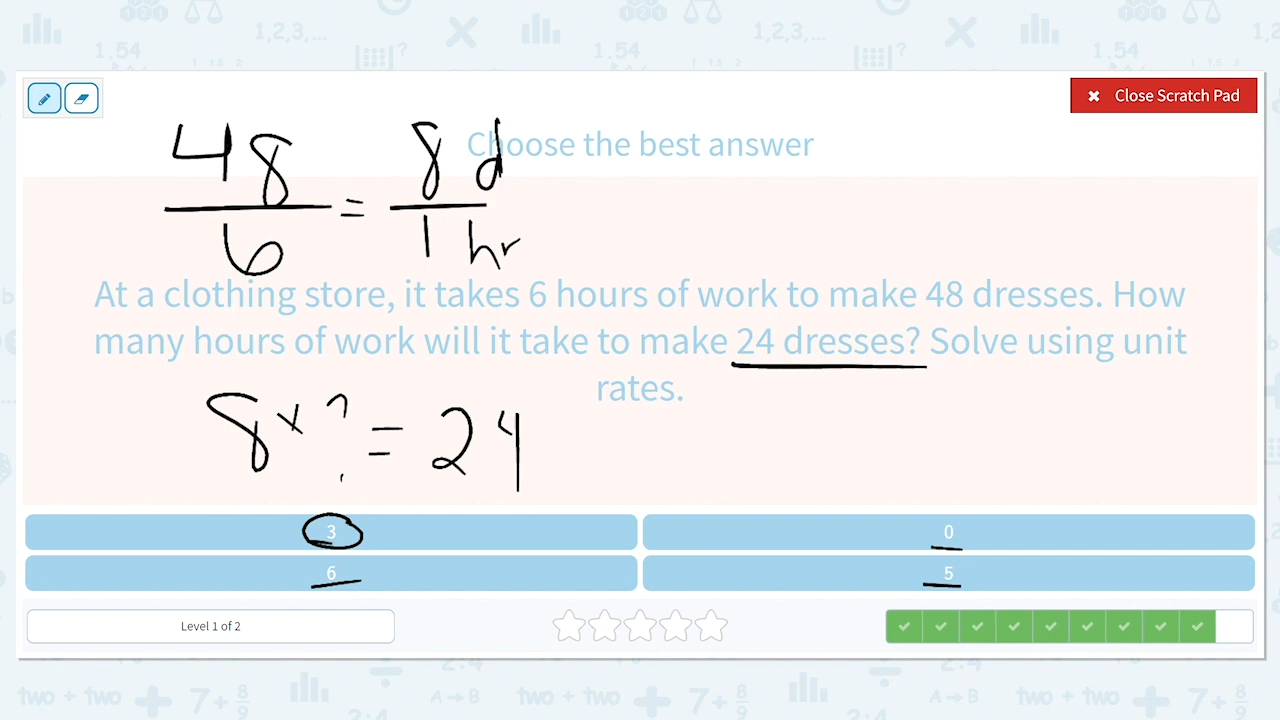 Close Scratch Pad
Choose the best answer
48/6 = 8 d/1 hr
At a clothing store, it takes 6 hours of work to make 48 dresses. How
many hours of work will it take to make 24 dresses? Solve using unit
rates.
8 x ? = 24
3
0
6
5
Level 1 of 2